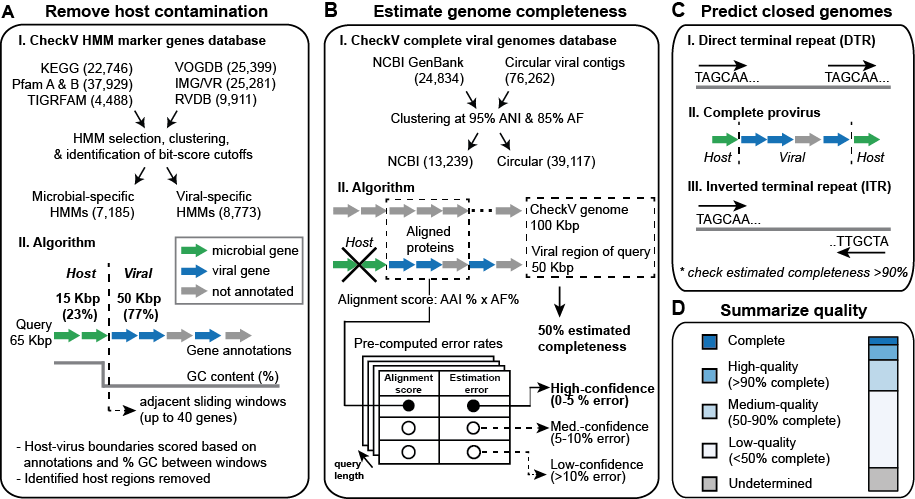 A Remove host contamination
I. CheckV HMM marker genes database
KEGG (22,746)
Pfam A & B (37,929)
TIGRFAM (4,488)
VOGDB (25,399)
IMG/VR (25,281)
RVDB (9,911)
HMM selection, clustering,
& identification of bit-score cutoffs
Microbial-specific
HMMs (7,185)
Viral-specific
HMMs (8,773)
II. Algorithm
microbial gene
viral gene
not annotated
Host
15 Kbp
(23%)
Viral
50 Kbp
(77%)
Query
65 Kbp
Gene annotations
GC content (%)
adjacent sliding windows
(up to 40 genes)
- Host-virus boundaries scored based on
annotations and % GC between windows
- Identified host regions removed
B Estimate genome completeness
I. CheckV complete viral genomes database
NCBI GenBank
(24,834)
Circular viral contigs
(76,262)
Clustering at 95% ANI & 85% AF
NCBI (13,239)
Circular (39,117)
II. Algorithm
CheckV genome
100 Kbp
Aligned
proteins
Host
Viral region of query
50 Kbp
Alignment score: AAI % x AF%
50% estimated
completeness
Pre-computed error rates
Alignment
score
Estimation
error
High-confidence
(0-5 % error)
Med.-confidence
(5-10% error)
Low-confidence
(>10% error)
query
length
C Predict closed genomes
I. Direct terminal repeat (DTR)
TAGCAA... TAGCAA...
II. Complete provirus
Host Viral Host
III. Inverted terminal repeat (ITR)
TAGCAA...
..TTGCTA
* check estimated completeness >90%
D Summarize quality
Complete
High-quality
(>90% complete)
Medium-quality
(50-90% complete)
Low-quality
(<50% complete)
Undetermined